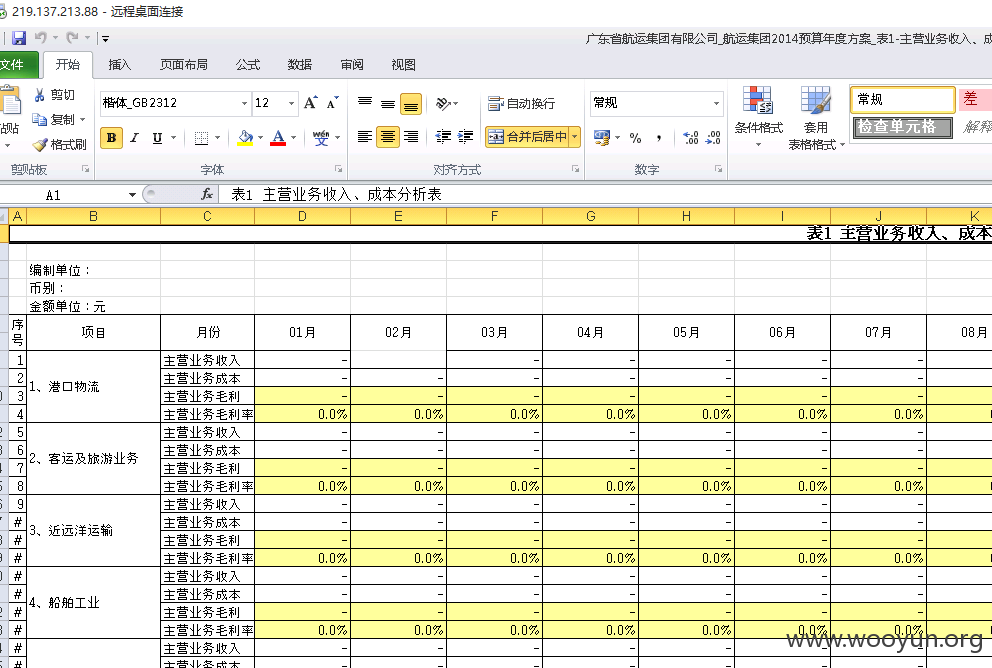 219.137.213.88 - 远程桌面连接
广东省航运集团有限公司_航运集团2014预算年度方案_表1-主营业务收入、成
文件 开始 插入 页面布局 公式 数据 审阅 视图
剪切
复制
粘贴
格式刷
剪贴板
楷体_GB2312 12 A A
B I U A wén 文
字体
自动换行
合并后居中
对齐方式
常规
% ,
数字
条件格式 套用
表格格式
常规 差
检查单元格 解释
A1 fx 表1 主营业务收入、成本分析表
A B C D E F G H I J K
表1 主营业务收入、成本
编制单位：
币别：
金额单位：元
序号 项目 月份 01月 02月 03月 04月 05月 06月 07月 08月
1 1、港口物流 主营业务收入 - - - - - -
2 主营业务成本 - - - - - - -
3 主营业务毛利 - - - - - - -
4 主营业务毛利率 0.0% 0.0% 0.0% 0.0% 0.0% 0.0% 0.0%
5 2、客运及旅游业务 主营业务收入 - - - - - - -
6 主营业务成本 - - - - - - -
7 主营业务毛利 - - - - - - -
8 主营业务毛利率 0.0% 0.0% 0.0% 0.0% 0.0% 0.0% 0.0%
9 3、近远洋运输 主营业务收入 - - - - - - -
# 主营业务成本 - - - - - - -
# 主营业务毛利 - - - - - - -
# 主营业务毛利率 0.0% 0.0% 0.0% 0.0% 0.0% 0.0% 0.0%
# 4、船舶工业 主营业务收入 - - - - - - -
# 主营业务成本 - - - - - - -
# 主营业务毛利 - - - - - - -
# 主营业务毛利率 0.0% 0.0% 0.0% 0.0% 0.0% 0.0% 0.0%
# 主营业务收入 - - - - - - -
# 主营业务成本 - - - - - - -
www.wooyun.org